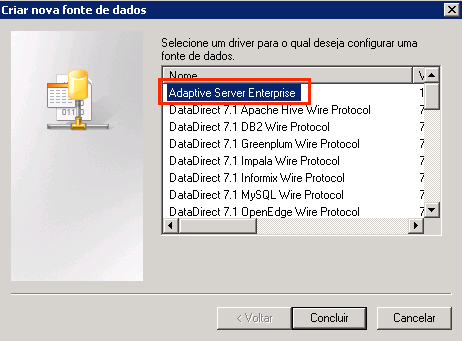 Criar nova fonte de dados
Selecione um driver para o qual deseja configurar uma
fonte de dados.
Nome
Adaptive Server Enterprise 1
DataDirect 7.1 Apache Hive Wire Protocol 7
DataDirect 7.1 DB2 Wire Protocol 7
DataDirect 7.1 Greenplum Wire Protocol 7
DataDirect 7.1 Impala Wire Protocol 7
DataDirect 7.1 Informix Wire Protocol 7
DataDirect 7.1 MySQL Wire Protocol 7
DataDirect 7.1 OpenEdge Wire Protocol 7
01110
< Voltar Concluir Cancelar